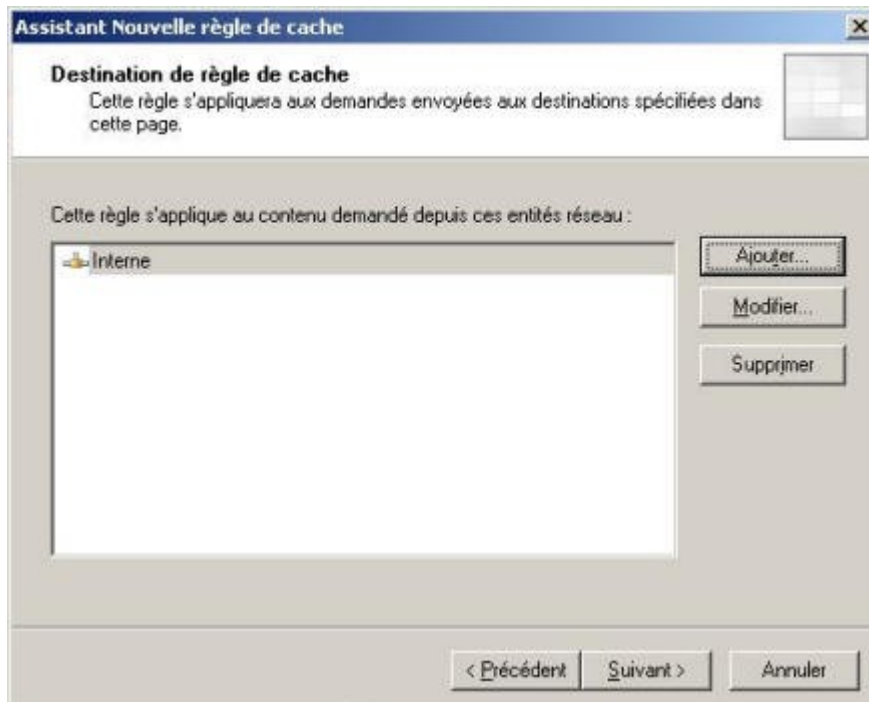 Assistant Nouvelle règle de cache
Destination de règle de cache
Cette règle s'appliquera aux demandes envoyées aux destinations spécifiées dans
cette page.
Cette règle s'applique au contenu demandé depuis ces entités réseau :
Interne
Ajouter...
Modifier...
Supprimer
< Précédent
Suivant >
Annuler